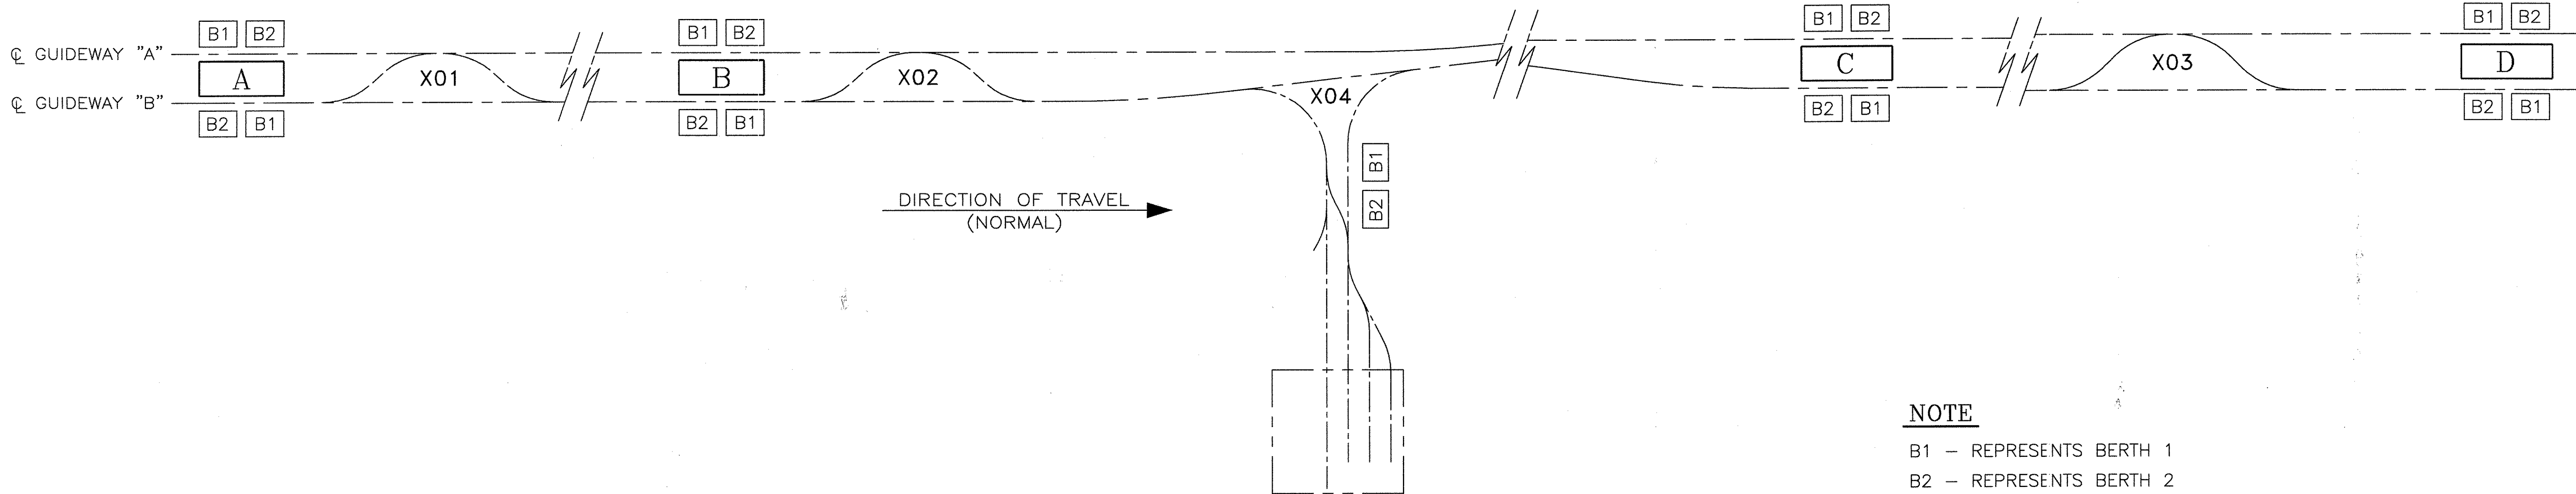 B1 B2
B1 B2
B1 B2
B1 B2
℄ GUIDEWAY "A"
A
X01
B
X02
C
X03
D
℄ GUIDEWAY "B"
X04
B2 B1
B2 B1
B2 B1
B2 B1
B1
B2
DIRECTION OF TRAVEL
(NORMAL)
NOTE
B1 – REPRESENTS BERTH 1
B2 – REPRESENTS BERTH 2